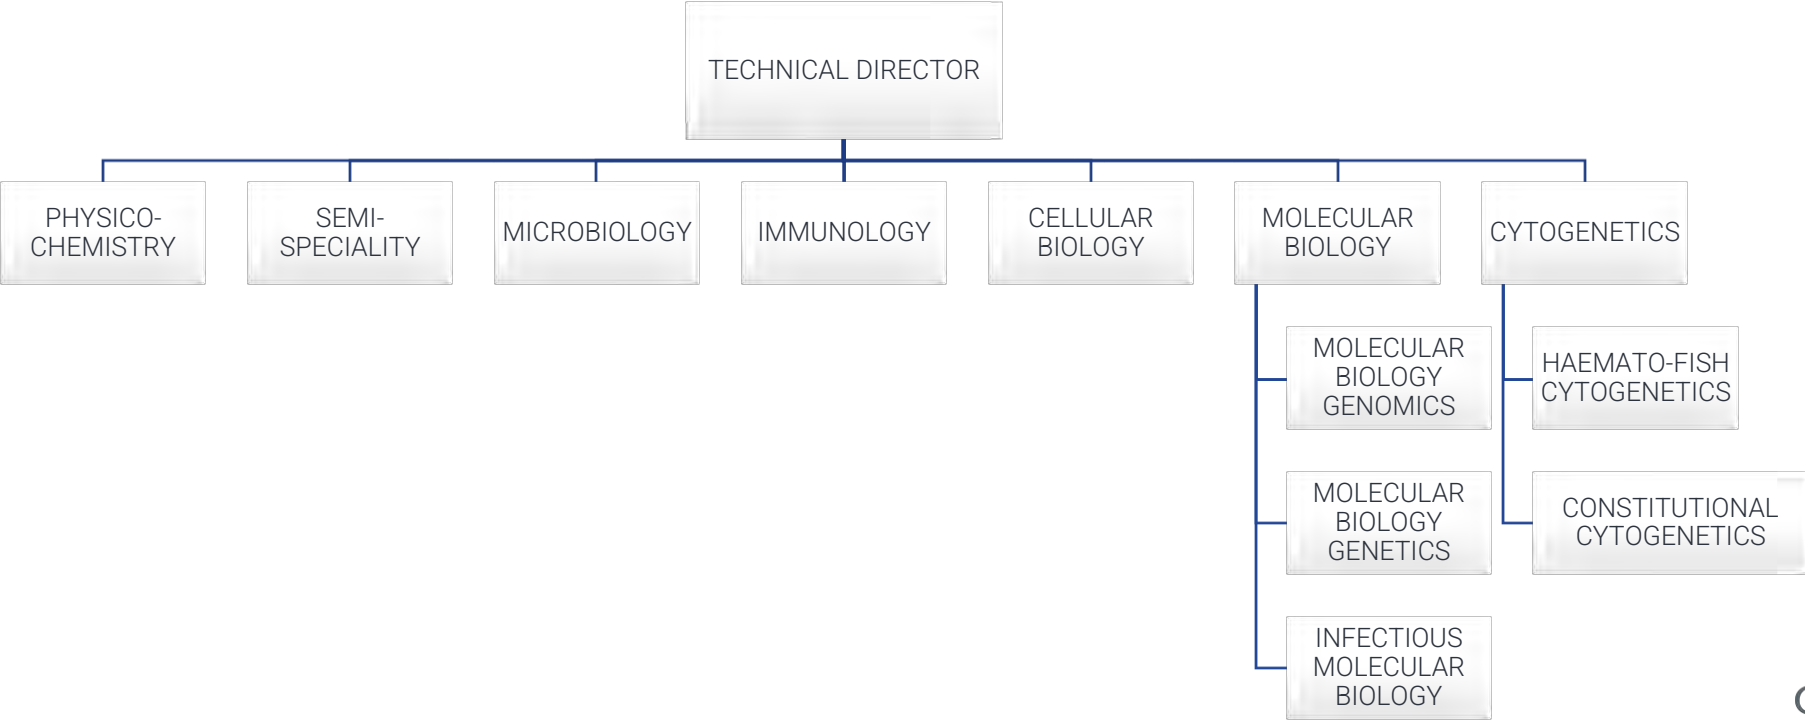 TECHNICAL DIRECTOR
PHYSICO-
CHEMISTRY
SEMI-
SPECIALITY
MICROBIOLOGY
IMMUNOLOGY
CELLULAR
BIOLOGY
MOLECULAR
BIOLOGY
CYTOGENETICS
MOLECULAR
BIOLOGY
GENOMICS
HAEMATO-FISH
CYTOGENETICS
MOLECULAR
BIOLOGY
GENETICS
CONSTITUTIONAL
CYTOGENETICS
INFECTIOUS
MOLECULAR
BIOLOGY